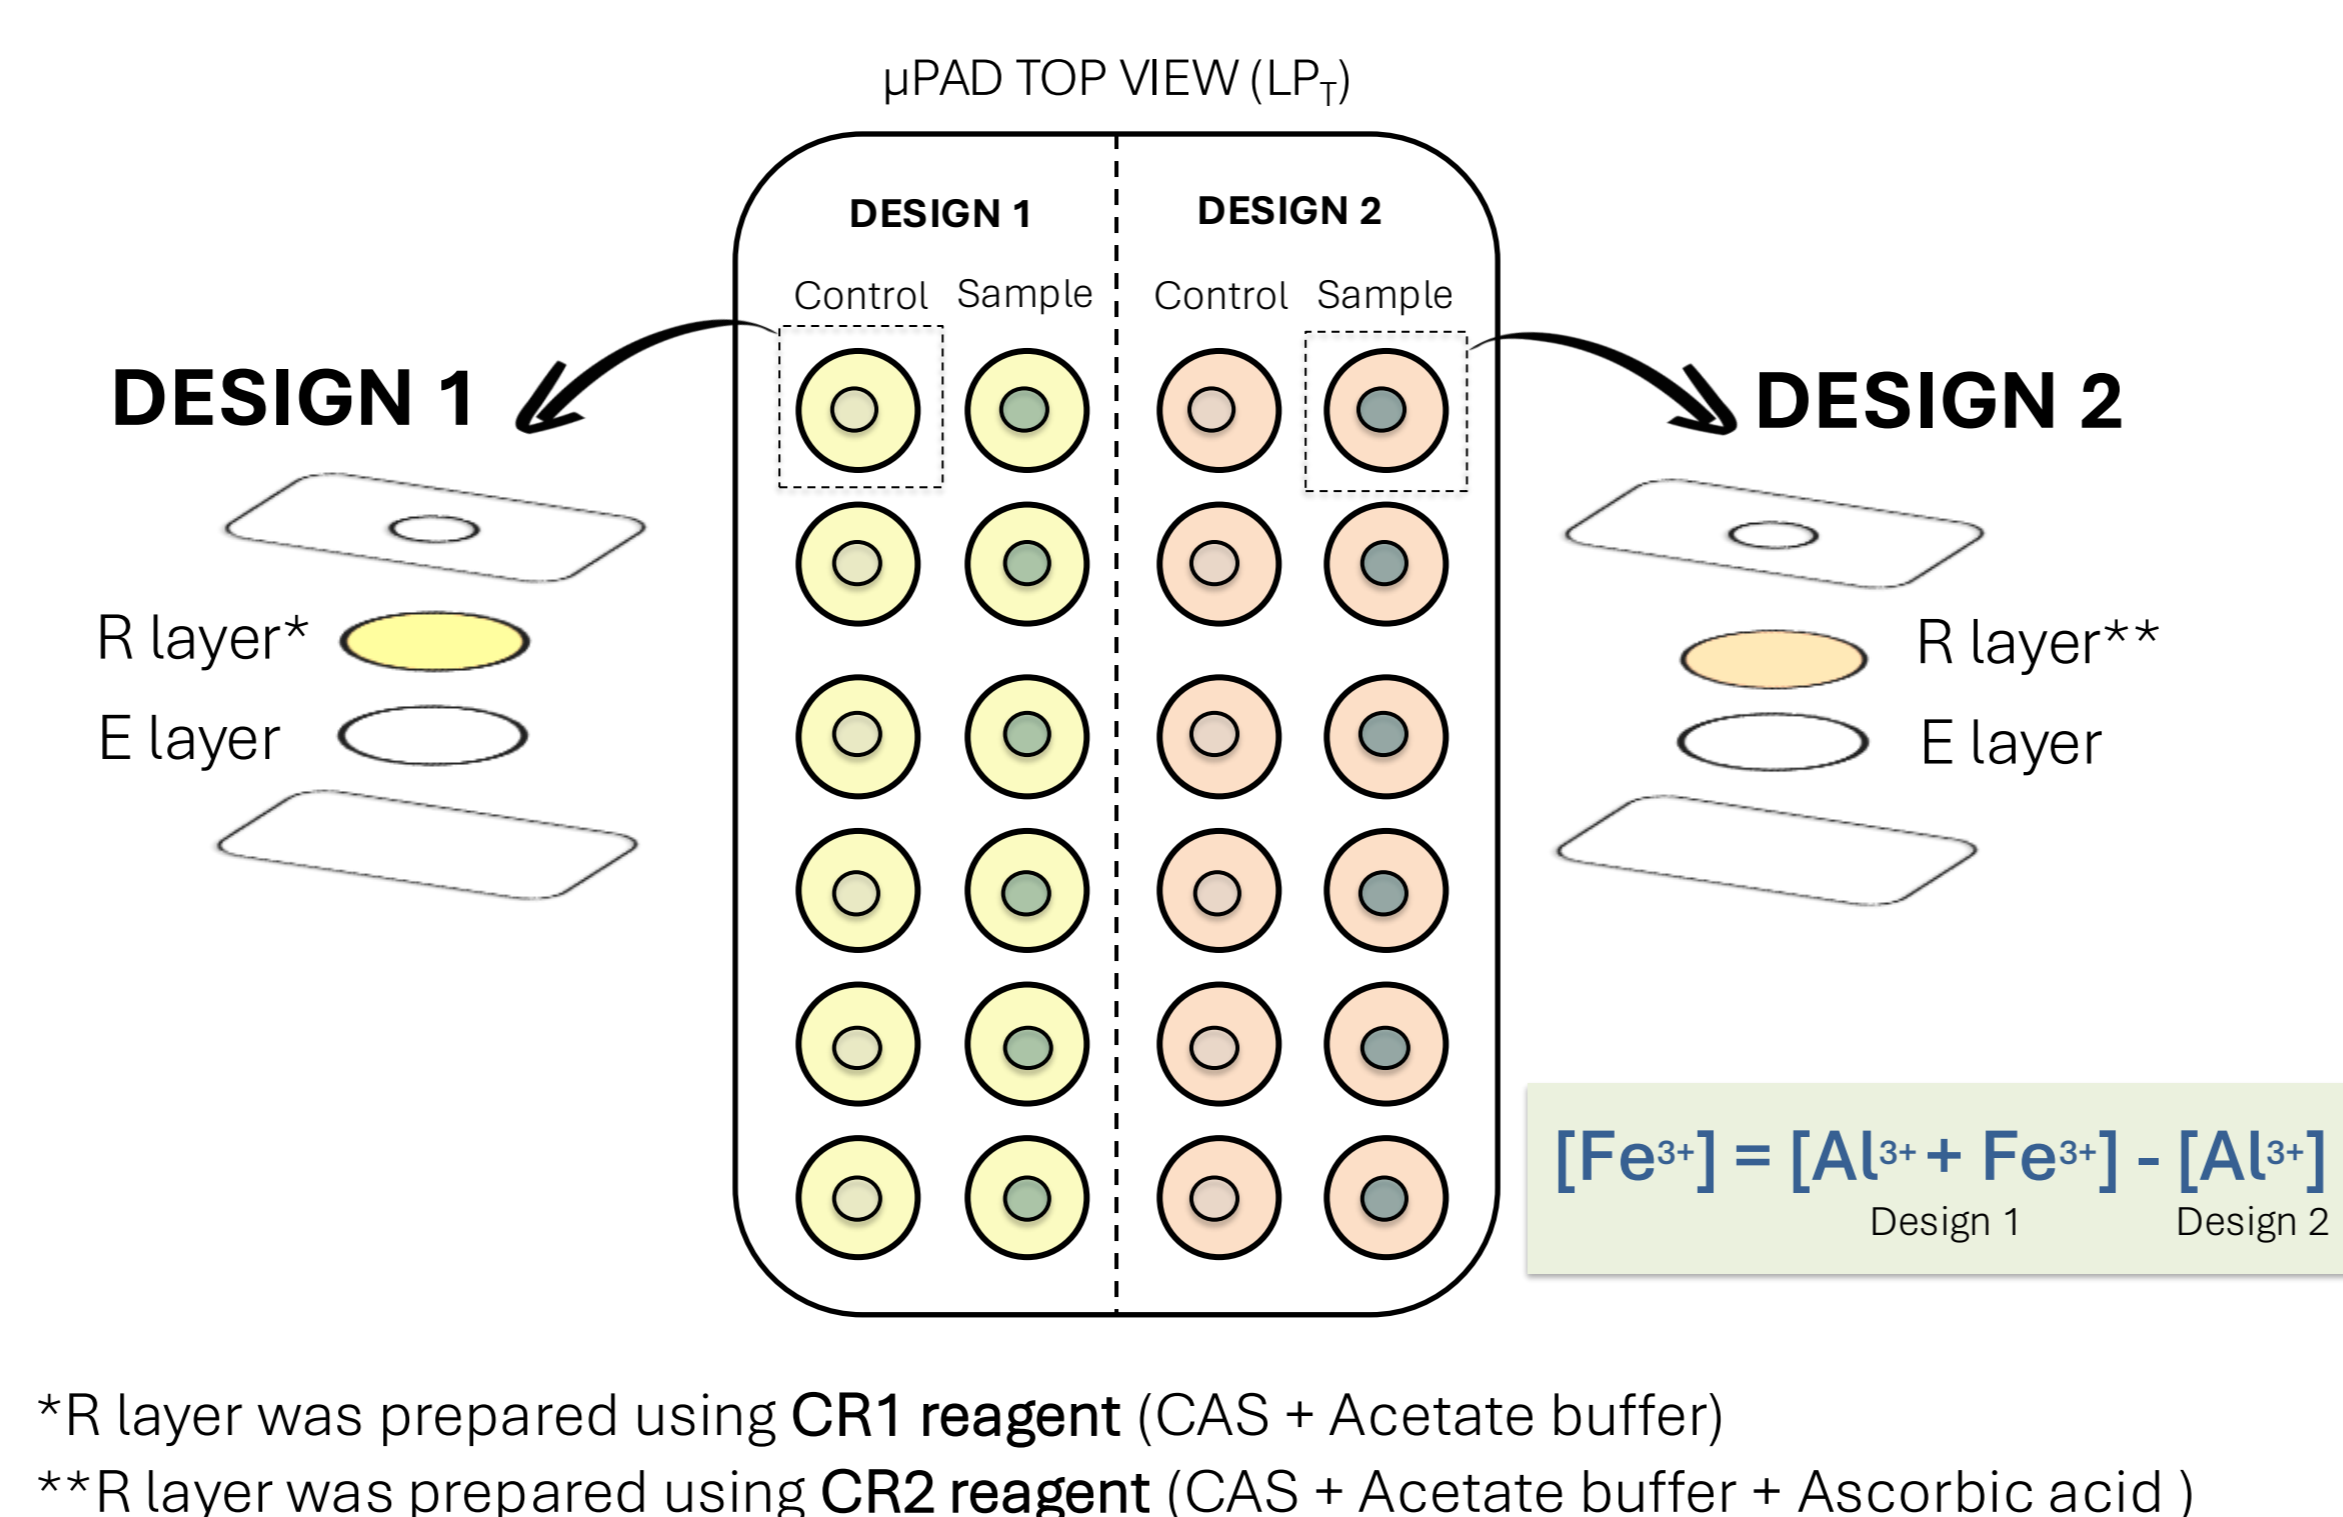 µPAD TOP VIEW (LPT)
DESIGN 1
DESIGN 2
Control Sample
Control Sample
DESIGN 1
R layer*
E layer
DESIGN 2
R layer**
E layer
[Fe3+] = [Al3+ + Fe3+] - [Al3+]
Design 1
Design 2
*R layer was prepared using CR1 reagent (CAS + Acetate buffer)
**R layer was prepared using CR2 reagent (CAS + Acetate buffer + Ascorbic acid )